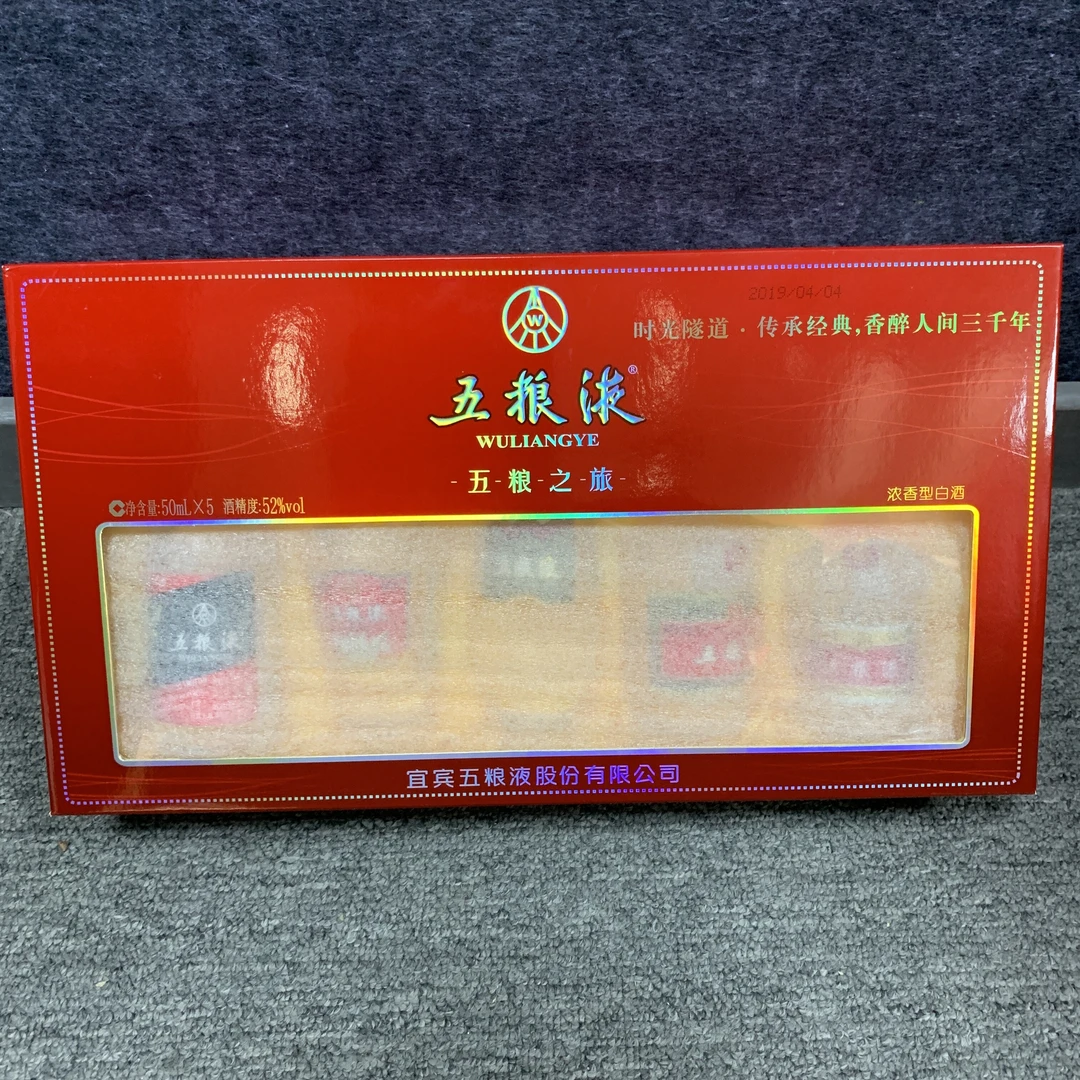 2019/04/04
时光隧道·传承经典,香醉人间三千年
W
五粮液®
WULIANGYE
-五-粮-之-旅-
C净含量:50mL×5 酒精度:52%vol
浓香型白酒
五粮液
宜宾五粮液股份有限公司